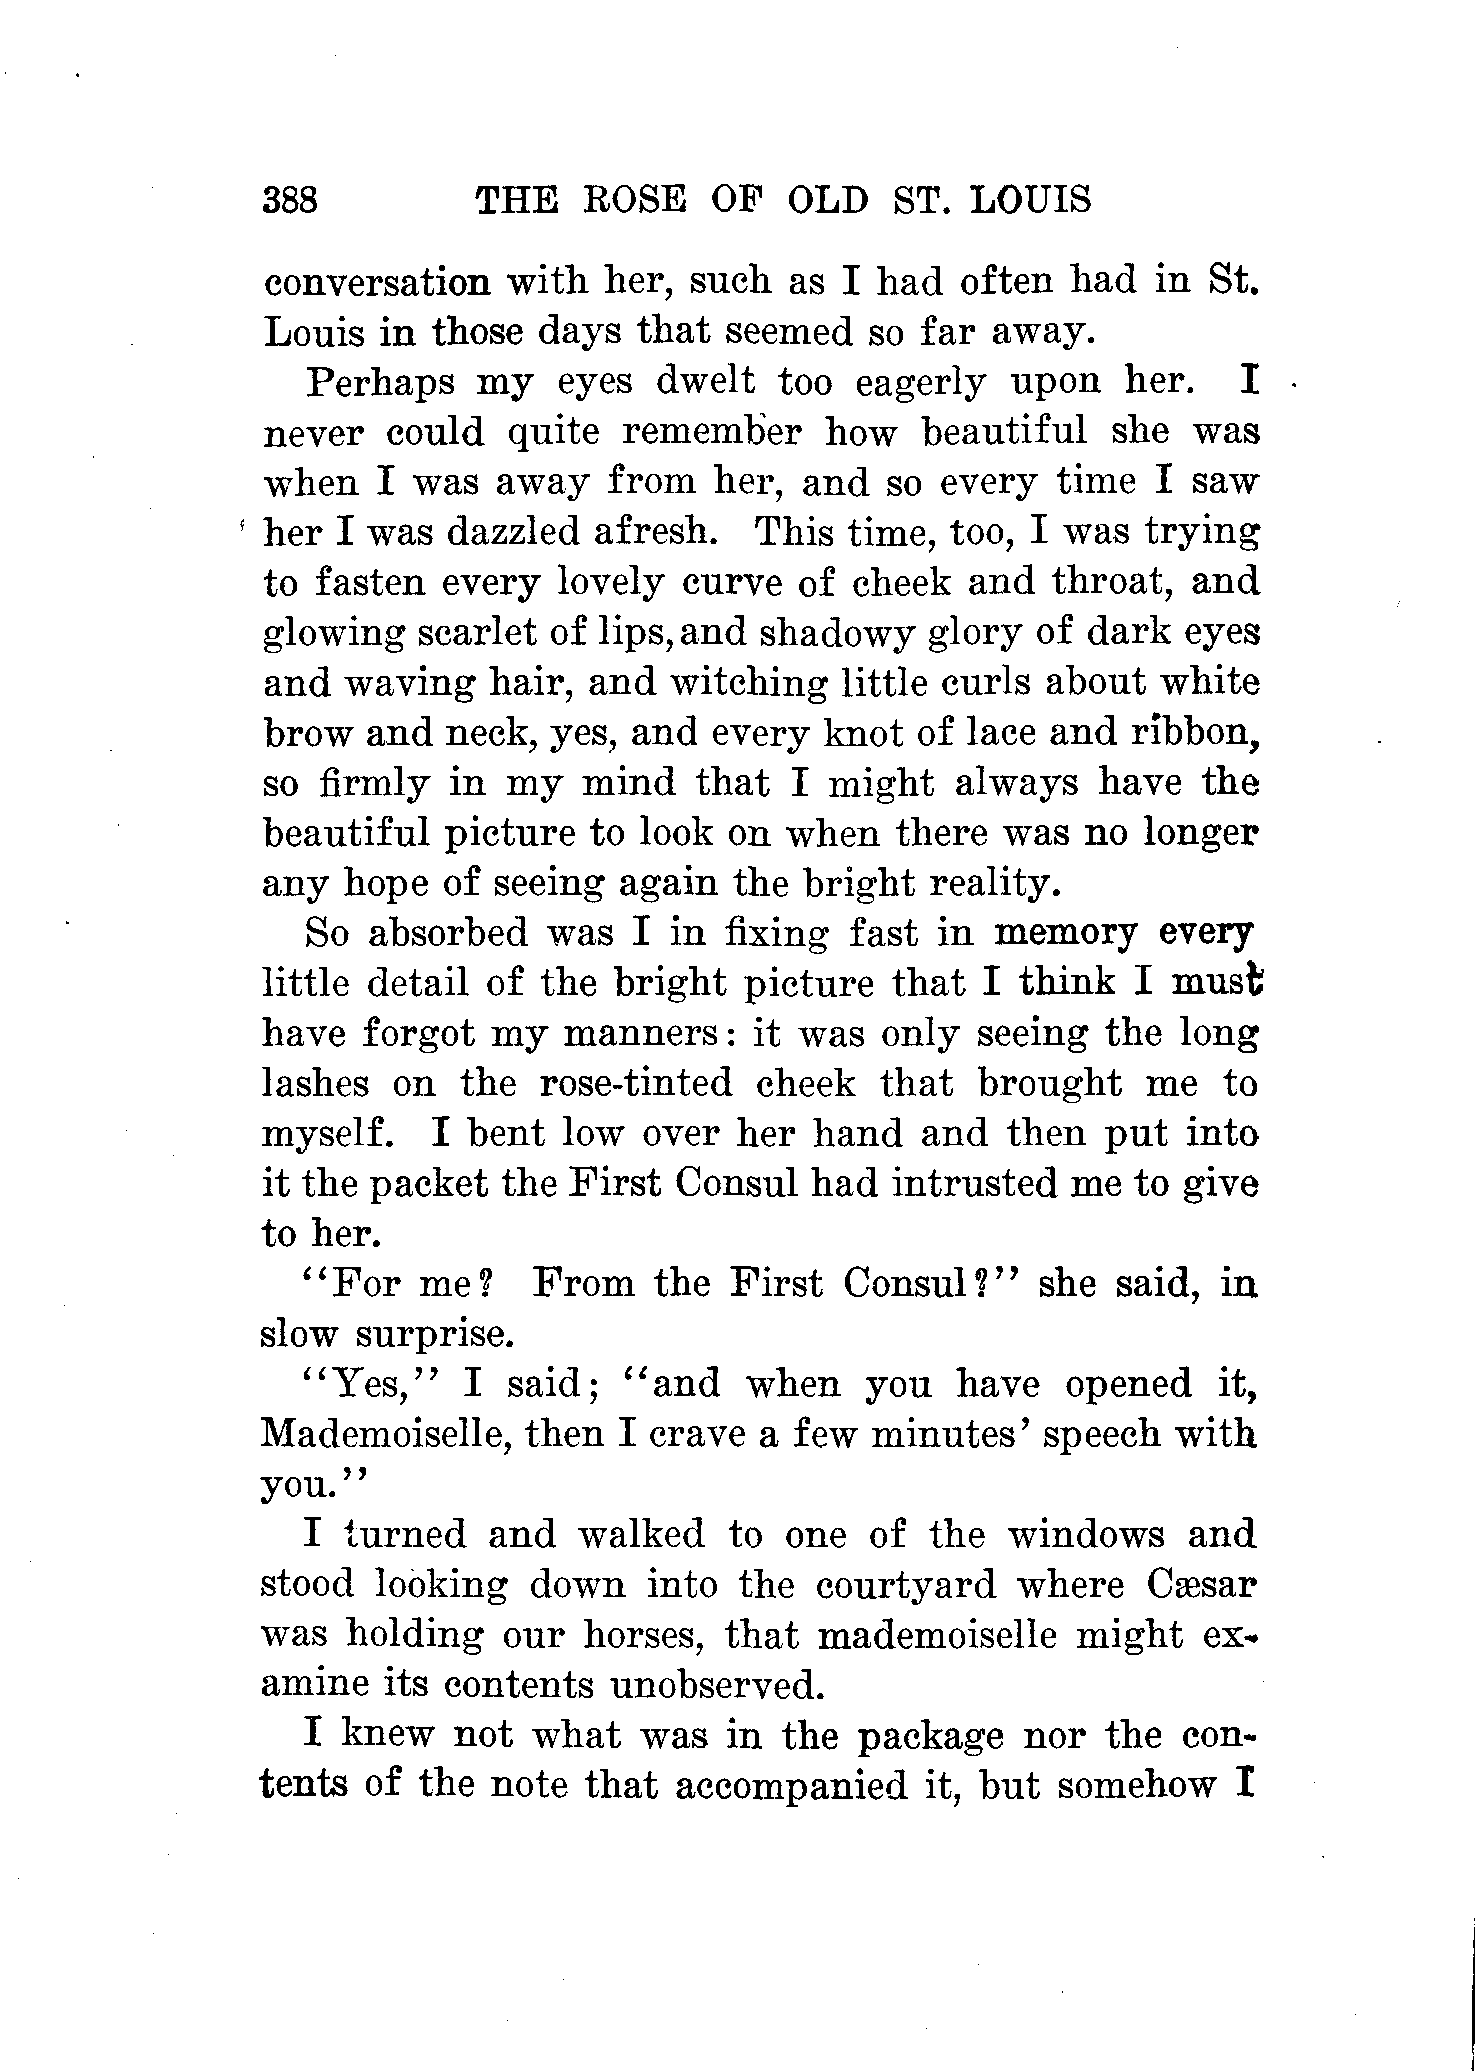 388 THE ROSE OF OLD ST. LOUIS
conversation with her, such as I had often had in St.
Louis in those days that seemed so far away.
Perhaps my eyes dwelt too eagerly upon her. I
never could quite remember how beautiful she was
when I was away from her, and so every time I saw
her I was dazzled afresh. This time, too, I was trying
to fasten every lovely curve of cheek and throat, and
glowing scarlet of lips, and shadowy glory of dark eyes
and waving hair, and witching little curls about white
brow and neck, yes, and every knot of lace and ribbon,
so firmly in my mind that I might always have the
beautiful picture to look on when there was no longer
any hope of seeing again the bright reality.
So absorbed was I in fixing fast in memory every
little detail of the bright picture that I think I must
have forgot my manners: it was only seeing the long
lashes on the rose-tinted cheek that brought me to
myself. I bent low over her hand and then put into
it the packet the First Consul had intrusted me to give
to her.
"For me? From the First Consul?" she said, in
slow surprise.
"Yes," I said; "and when you have opened it,
Mademoiselle, then I crave a few minutes' speech with
you."
I turned and walked to one of the windows and
stood looking down into the courtyard where Cæsar
was holding our horses, that mademoiselle might ex-
amine its contents unobserved.
I knew not what was in the package nor the con-
tents of the note that accompanied it, but somehow I